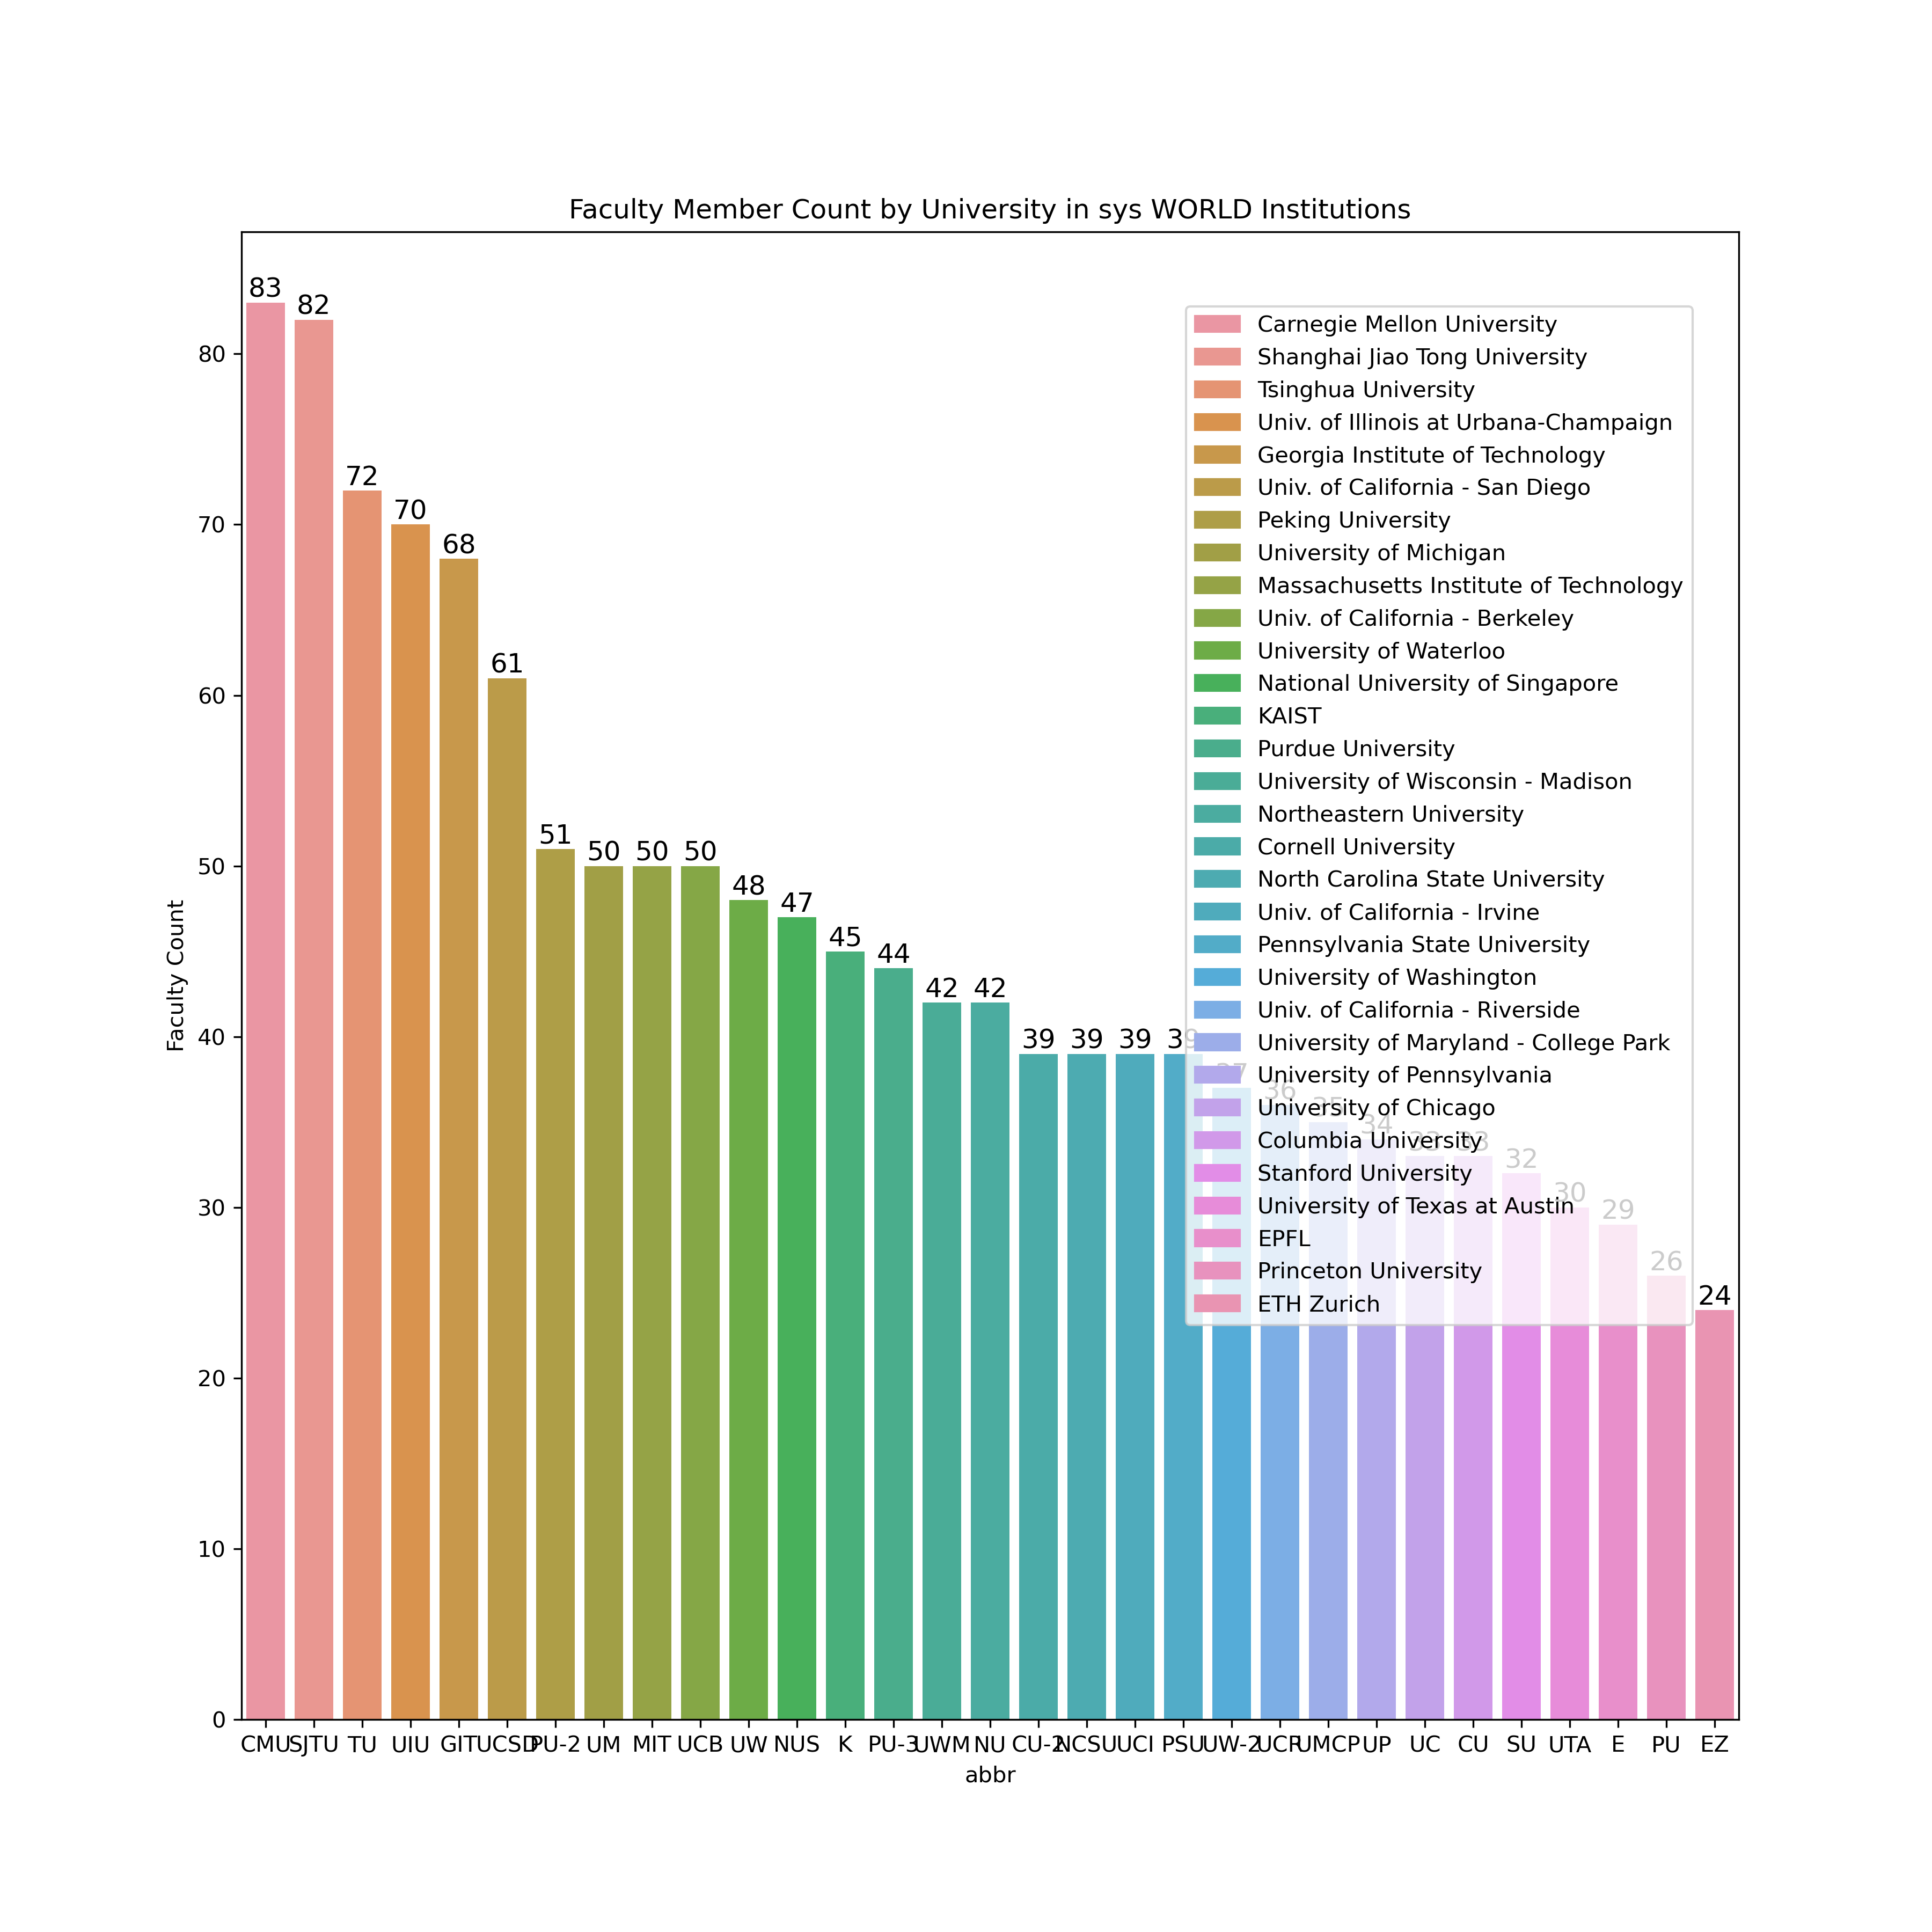 Faculty Member Count by University in sys WORLD Institutions
83
82
72
70
68
61
51
50
50
50
48
47
45
44
42
42
39
39
39
39
37
36
35
34
33
33
32
30
29
26
24
Carnegie Mellon University
Shanghai Jiao Tong University
Tsinghua University
Univ. of Illinois at Urbana-Champaign
Georgia Institute of Technology
Univ. of California - San Diego
Peking University
University of Michigan
Massachusetts Institute of Technology
Univ. of California - Berkeley
University of Waterloo
National University of Singapore
KAIST
Purdue University
University of Wisconsin - Madison
Northeastern University
Cornell University
North Carolina State University
Univ. of California - Irvine
Pennsylvania State University
University of Washington
Univ. of California - Riverside
University of Maryland - College Park
University of Pennsylvania
University of Chicago
Columbia University
Stanford University
University of Texas at Austin
EPFL
Princeton University
ETH Zurich
Faculty Count
80
70
60
50
40
30
20
10
0
CMU SJTU TU UIU GIT UCSD PU-2 UM MIT UCB UW NUS K PU-3 UWM NU CU-2 NCSU UCI PSU UW-2 UCR UMCP UP UC CU SU UTA E PU EZ
abbr